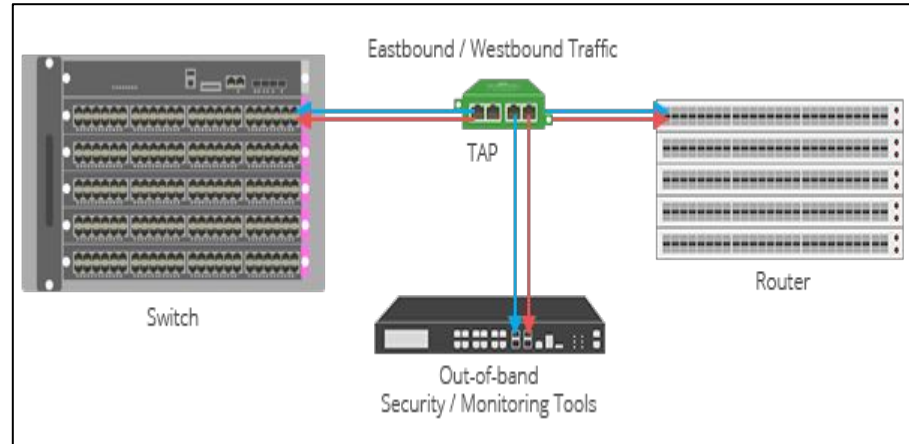 Eastbound / Westbound Traffic
TAP
Switch
Router
Out-of-band
Security / Monitoring Tools